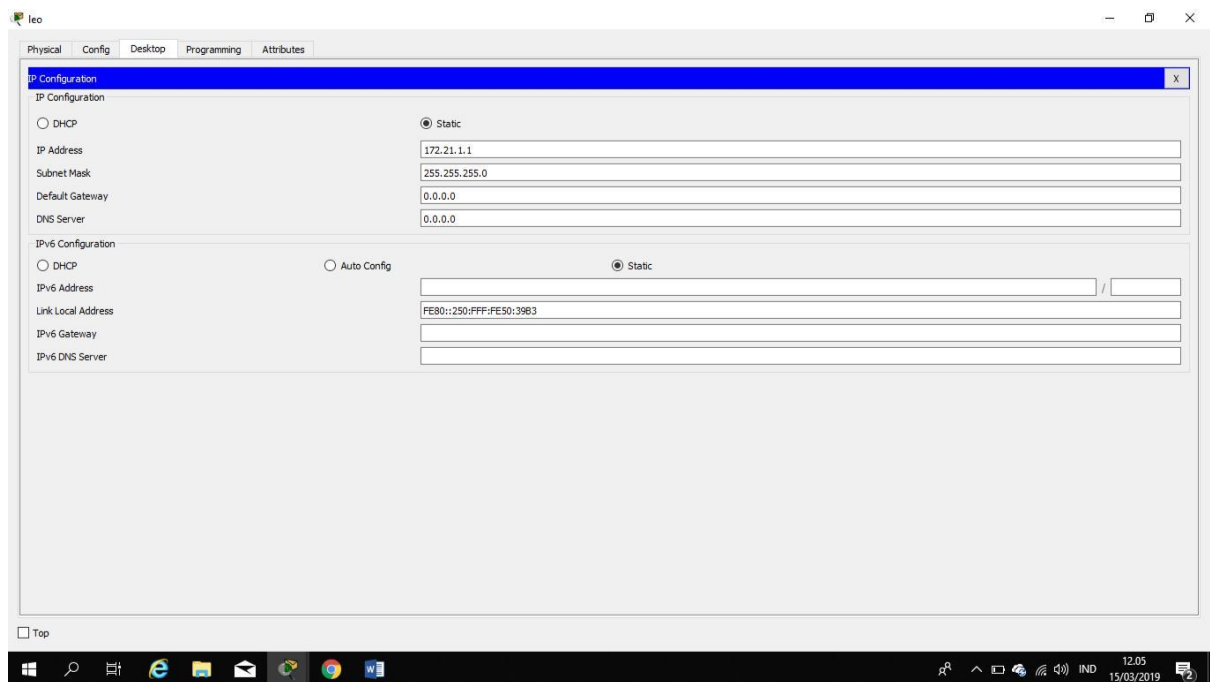 leo
Physical Config Desktop Programming Attributes
IP Configuration X
IP Configuration
DHCP Static
IP Address 172.21.1.1
Subnet Mask 255.255.255.0
Default Gateway 0.0.0.0
DNS Server 0.0.0.0
IPv6 Configuration
DHCP Auto Config Static
IPv6 Address /
Link Local Address FE80::250:FFF:FE50:39B3
IPv6 Gateway
IPv6 DNS Server
Top
IND 12.05
15/03/2019 2